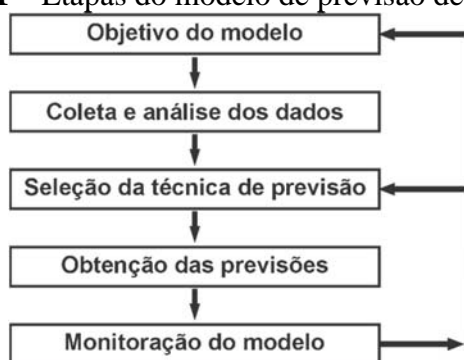 Etapas do modelo de previsão de
Objetivo do modelo
Coleta e análise dos dados
Seleção da técnica de previsão
Obtenção das previsões
Monitoração do modelo